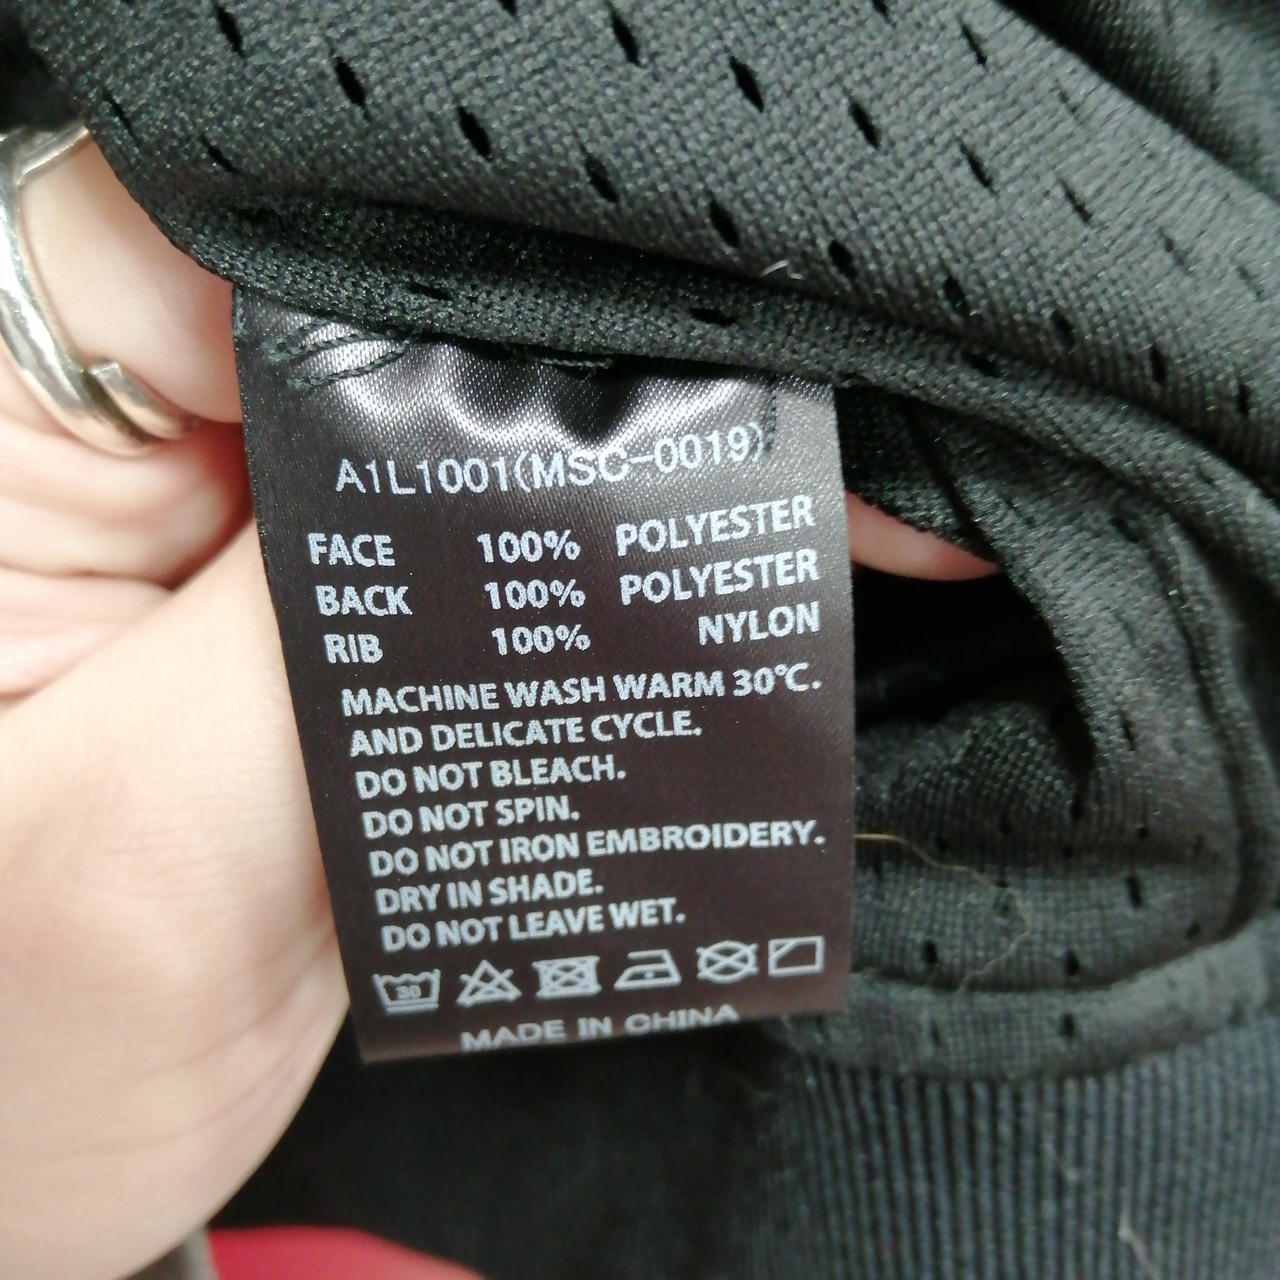 A1L1001(MSC-0019)
FACE 100% POLYESTER
BACK 100% POLYESTER
RIB 100% NYLON
MACHINE WASH WARM 30℃.
AND DELICATE CYCLE.
DO NOT BLEACH.
DO NOT SPIN.
DO NOT IRON EMBROIDERY.
DRY IN SHADE.
DO NOT LEAVE WET.
30
MADE IN CHINA